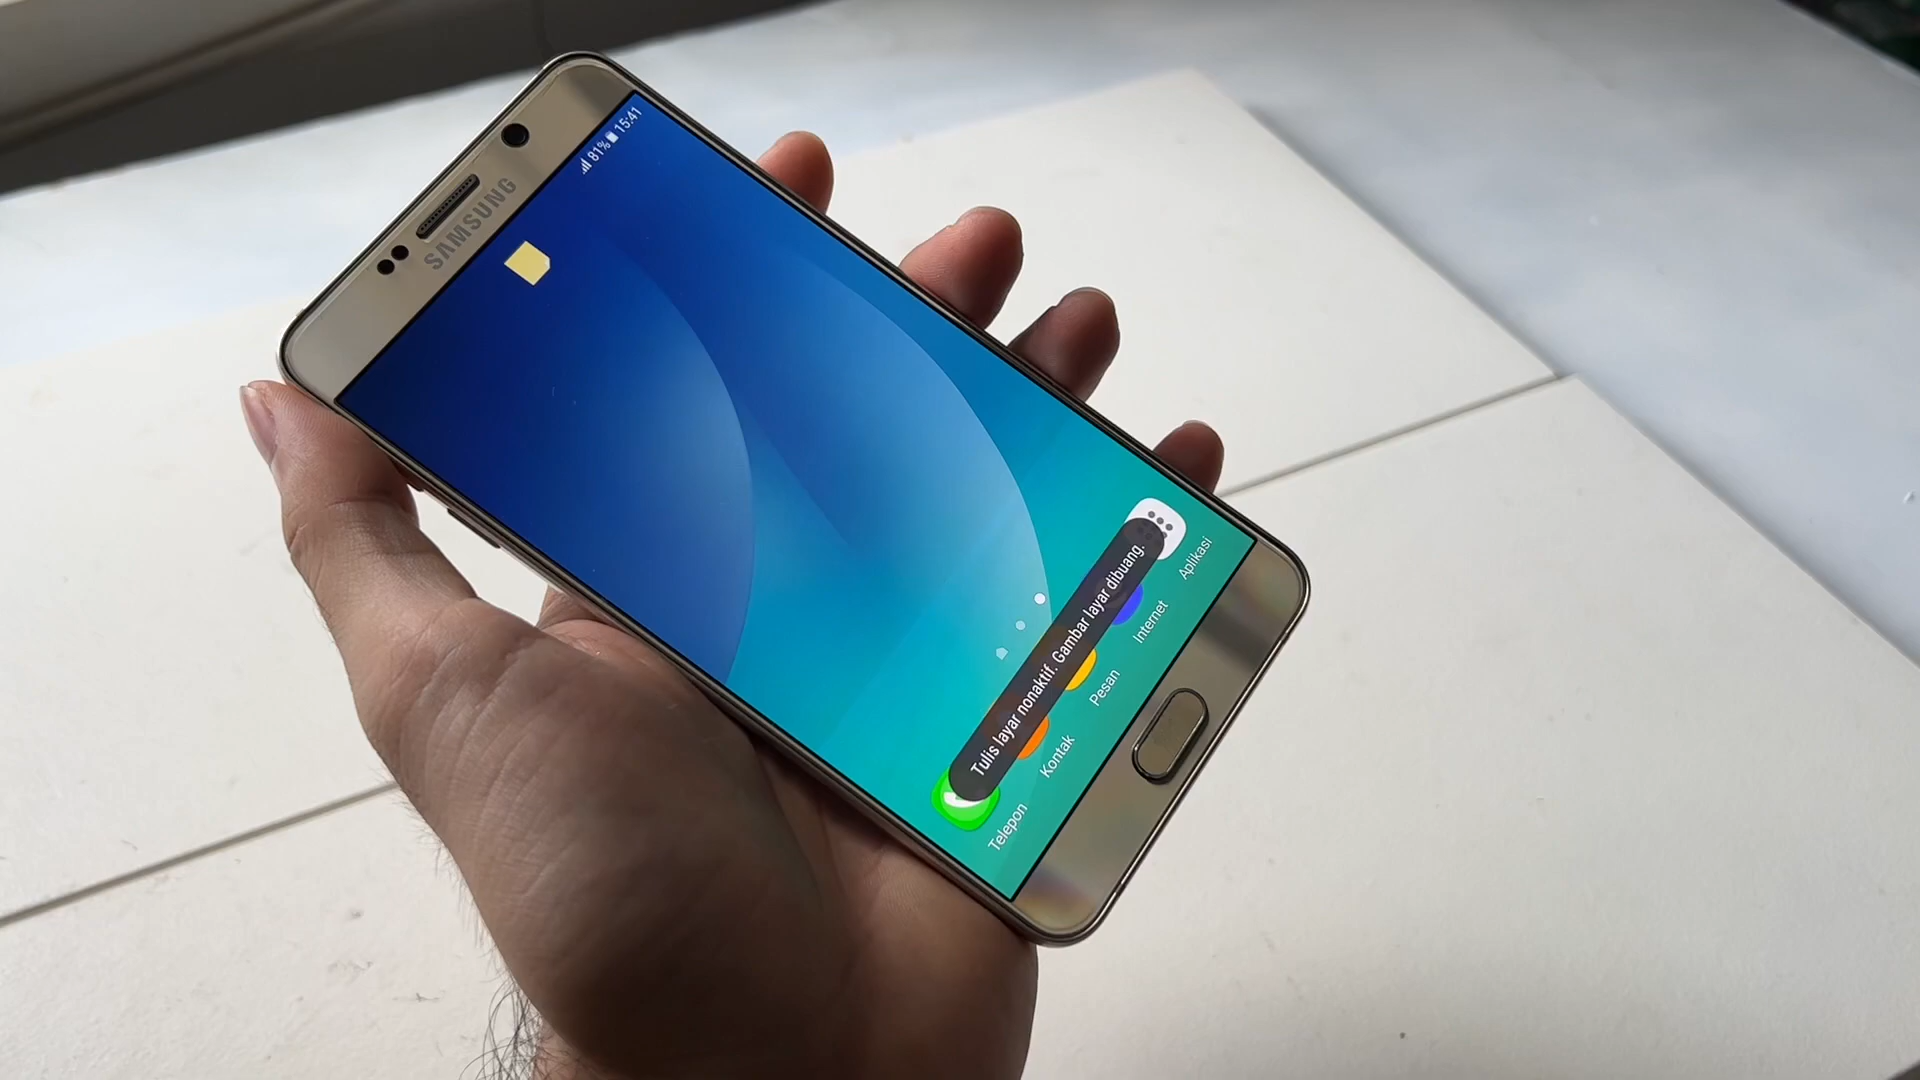 81% 15:41
SAMSUNG
Tulis layar nonaktif. Gambar layar dibuang.
Telepon
Kontak
Pesan
Internet
Aplikasi